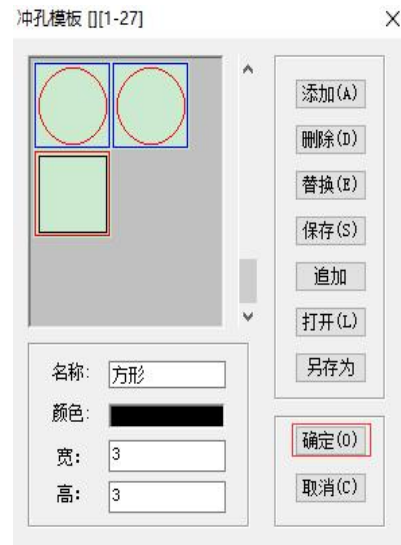 冲孔模板 [][1-27]
添加(A)
删除(D)
替换(E)
保存(S)
追加
打开(L)
另存为
名称: 方形
颜色:
宽: 3
高: 3
确定(O)
取消(C)